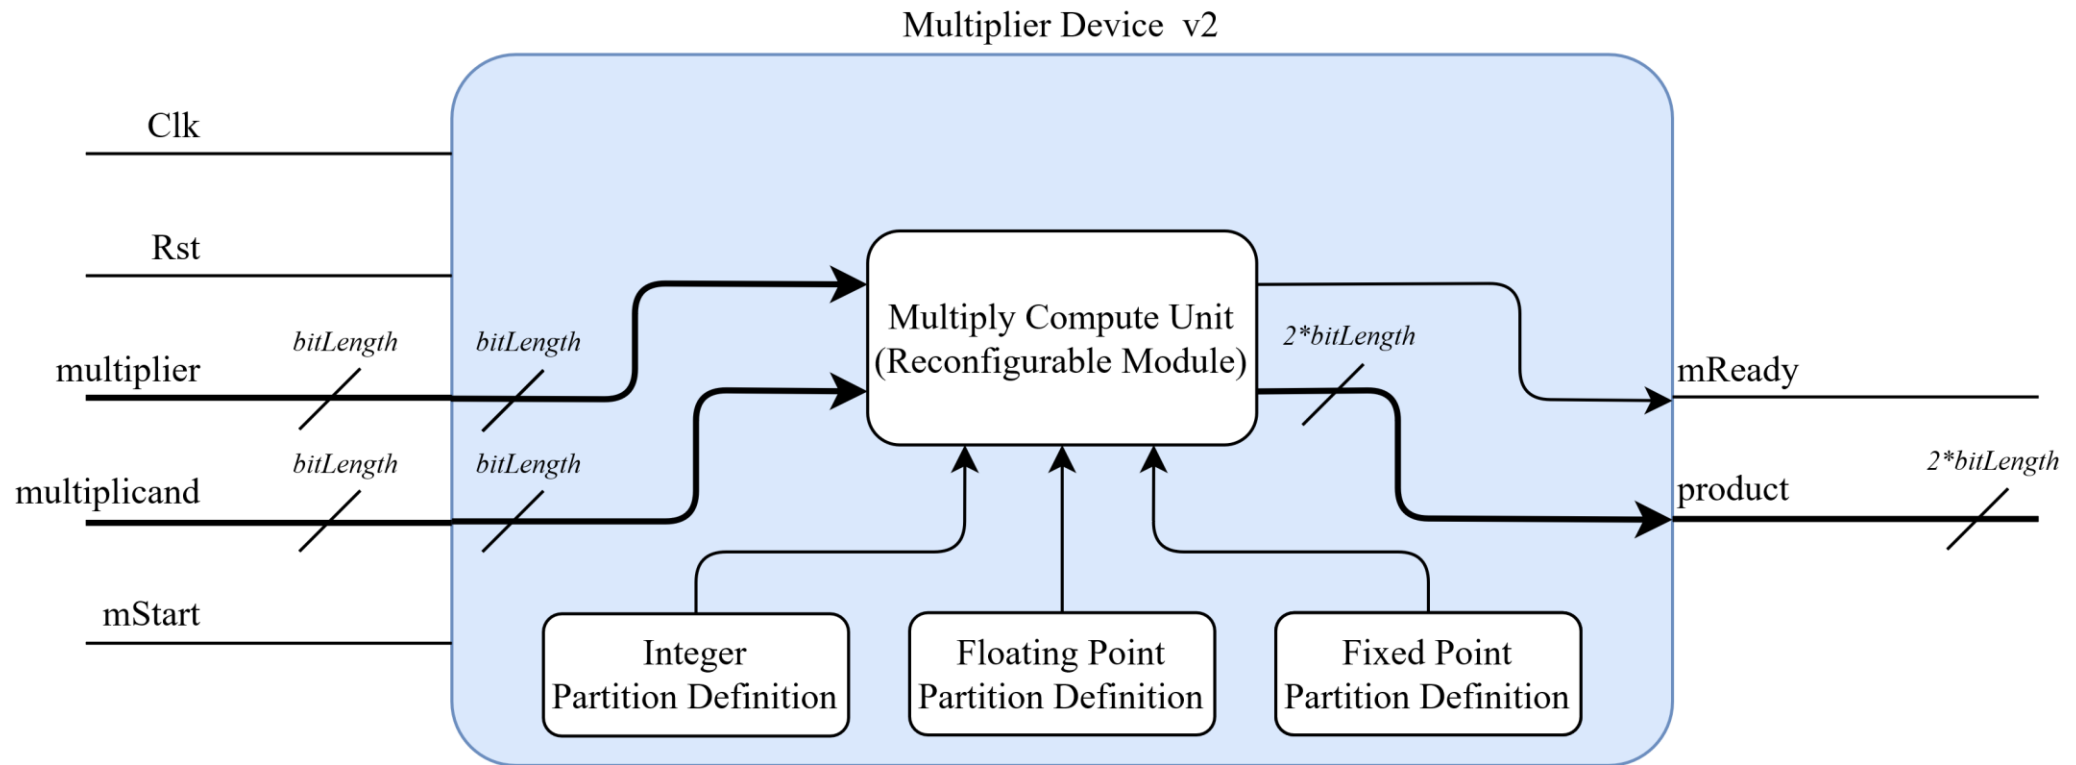 Multiplier Device v2
Clk
Rst
multiplier
bitLength
bitLength
multiplicand
bitLength
bitLength
mStart
Multiply Compute Unit
(Reconfigurable Module)
2*bitLength
mReady
product
2*bitLength
Integer
Partition Definition
Floating Point
Partition Definition
Fixed Point
Partition Definition